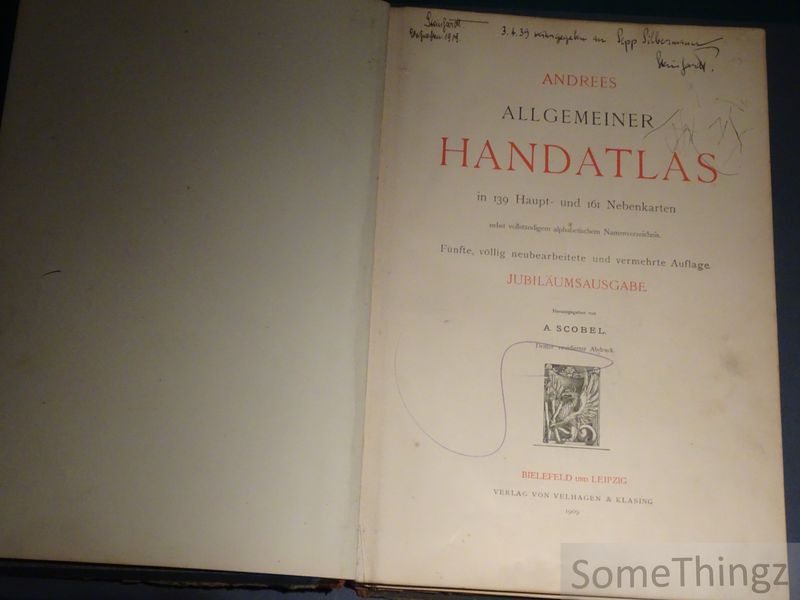 3.4.39 an Sepp Silbermann
1919.
ANDREES
ALLGEMEINER
HANDATLAS
in 139 Haupt- und 161 Nebenkarten
nebst vollständigem alphabetischem Namenverzeichnis.
Fünfte, völlig neubearbeitete und vermehrte Auflage.
JUBILÄUMSAUSGABE.
Herausgegeben von
A. SCOBEL.
Dritter revidierter Abdruck.
BIELEFELD UND LEIPZIG
VERLAG VON VELHAGEN & KLASING
1909
SomeThingz